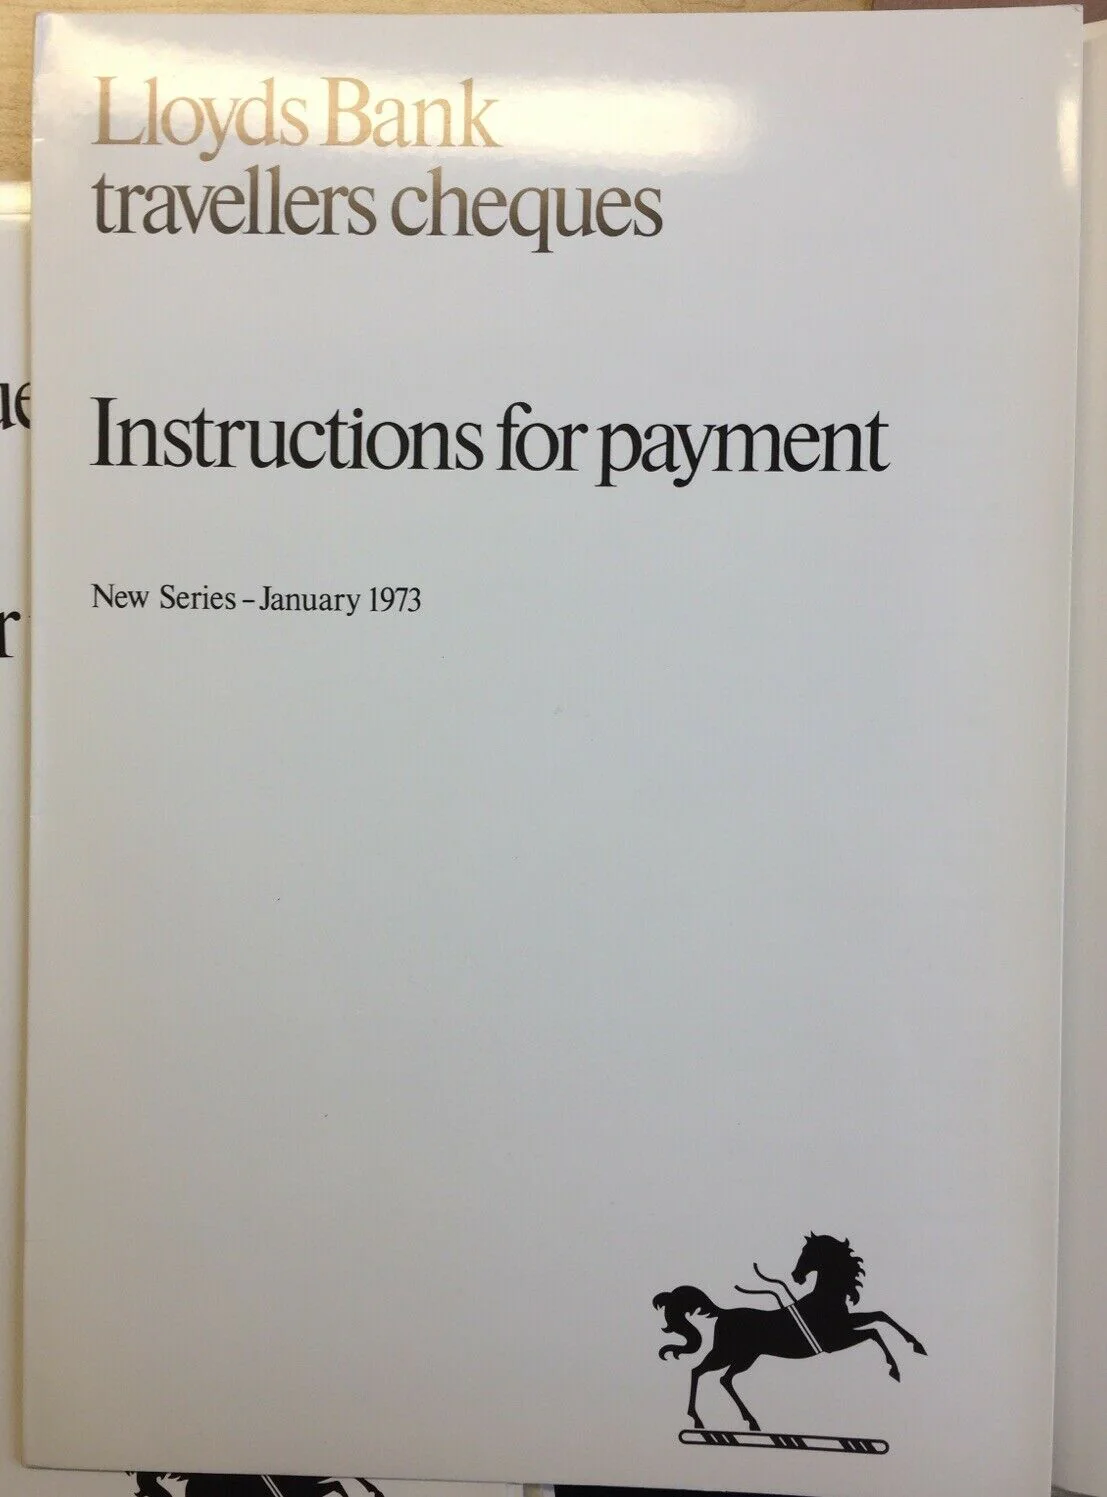 Lloyds Bank
travellers cheques
Instructions for payment
New Series – January 1973